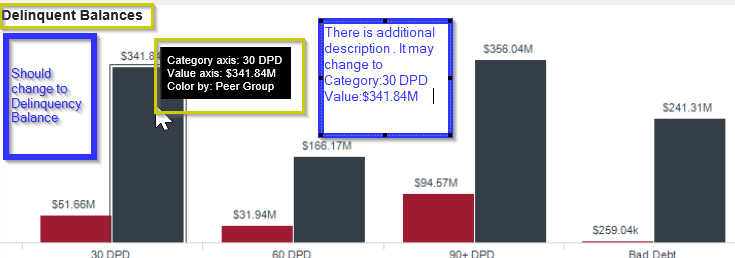 Delinquent Balances
Should
change to
Delinquency
Balance
$341.8
Category axis: 30 DPD
Value axis: $341.84M
Color by: Peer Group
There is additional
description . It may
change to
Category:30 DPD
Value:$341.84M
$356.04M
$241.31M
$166.17M
$94.57M
$51.66M
$31.94M
$259.04k
30 DPD
60 DPD
90+ DPD
Bad Debt